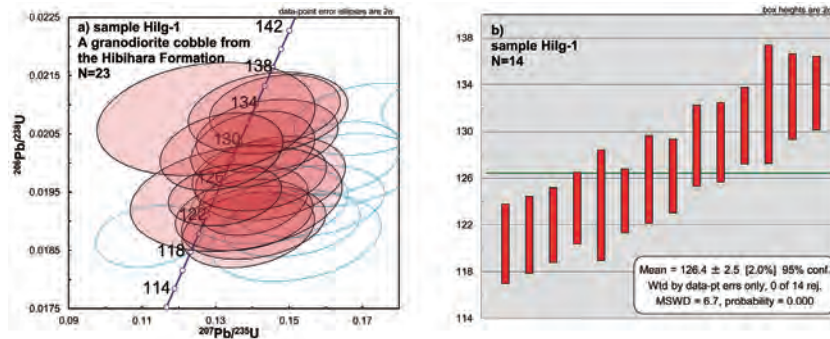 data-point error ellipses are 2σ
a) sample Hilg-1
A granodiorite cobble from
the Hibihara Formation
N=23
0.0225
0.0215
0.0205
0.0195
0.0185
0.0175
206Pb/238U
142
138
134
130
126
122
118
114
0.09
0.11
0.13
0.15
0.17
207Pb/235U
box heights are 2σ
b)
sample Hilg-1
N=14
138
134
130
126
122
118
114
Mean = 126.4 ± 2.5 [2.0%] 95% conf.
Wtd by data-pt errs only, 0 of 14 rej.
MSWD = 6.7, probability = 0.000